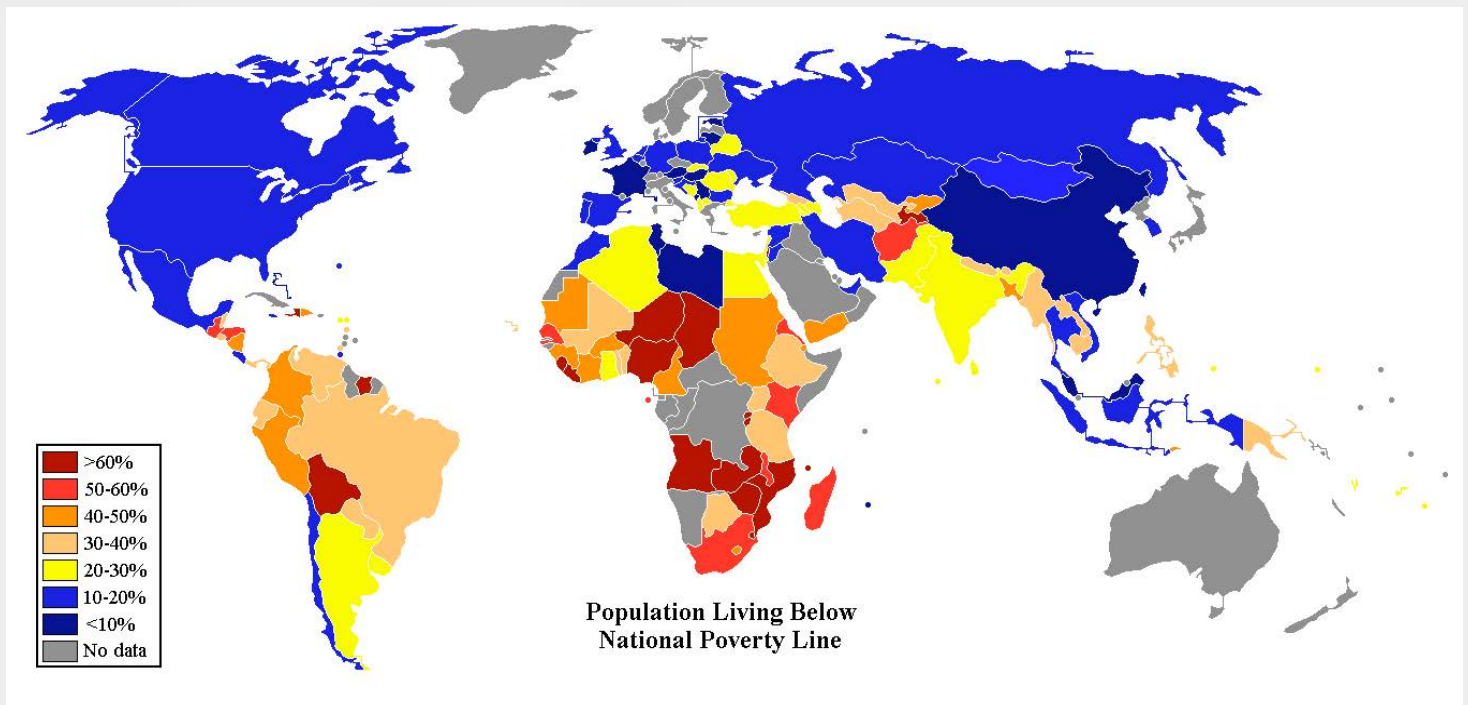 >60%
50-60%
40-50%
30-40%
20-30%
10-20%
<10%
No data
Population Living Below
National Poverty Line